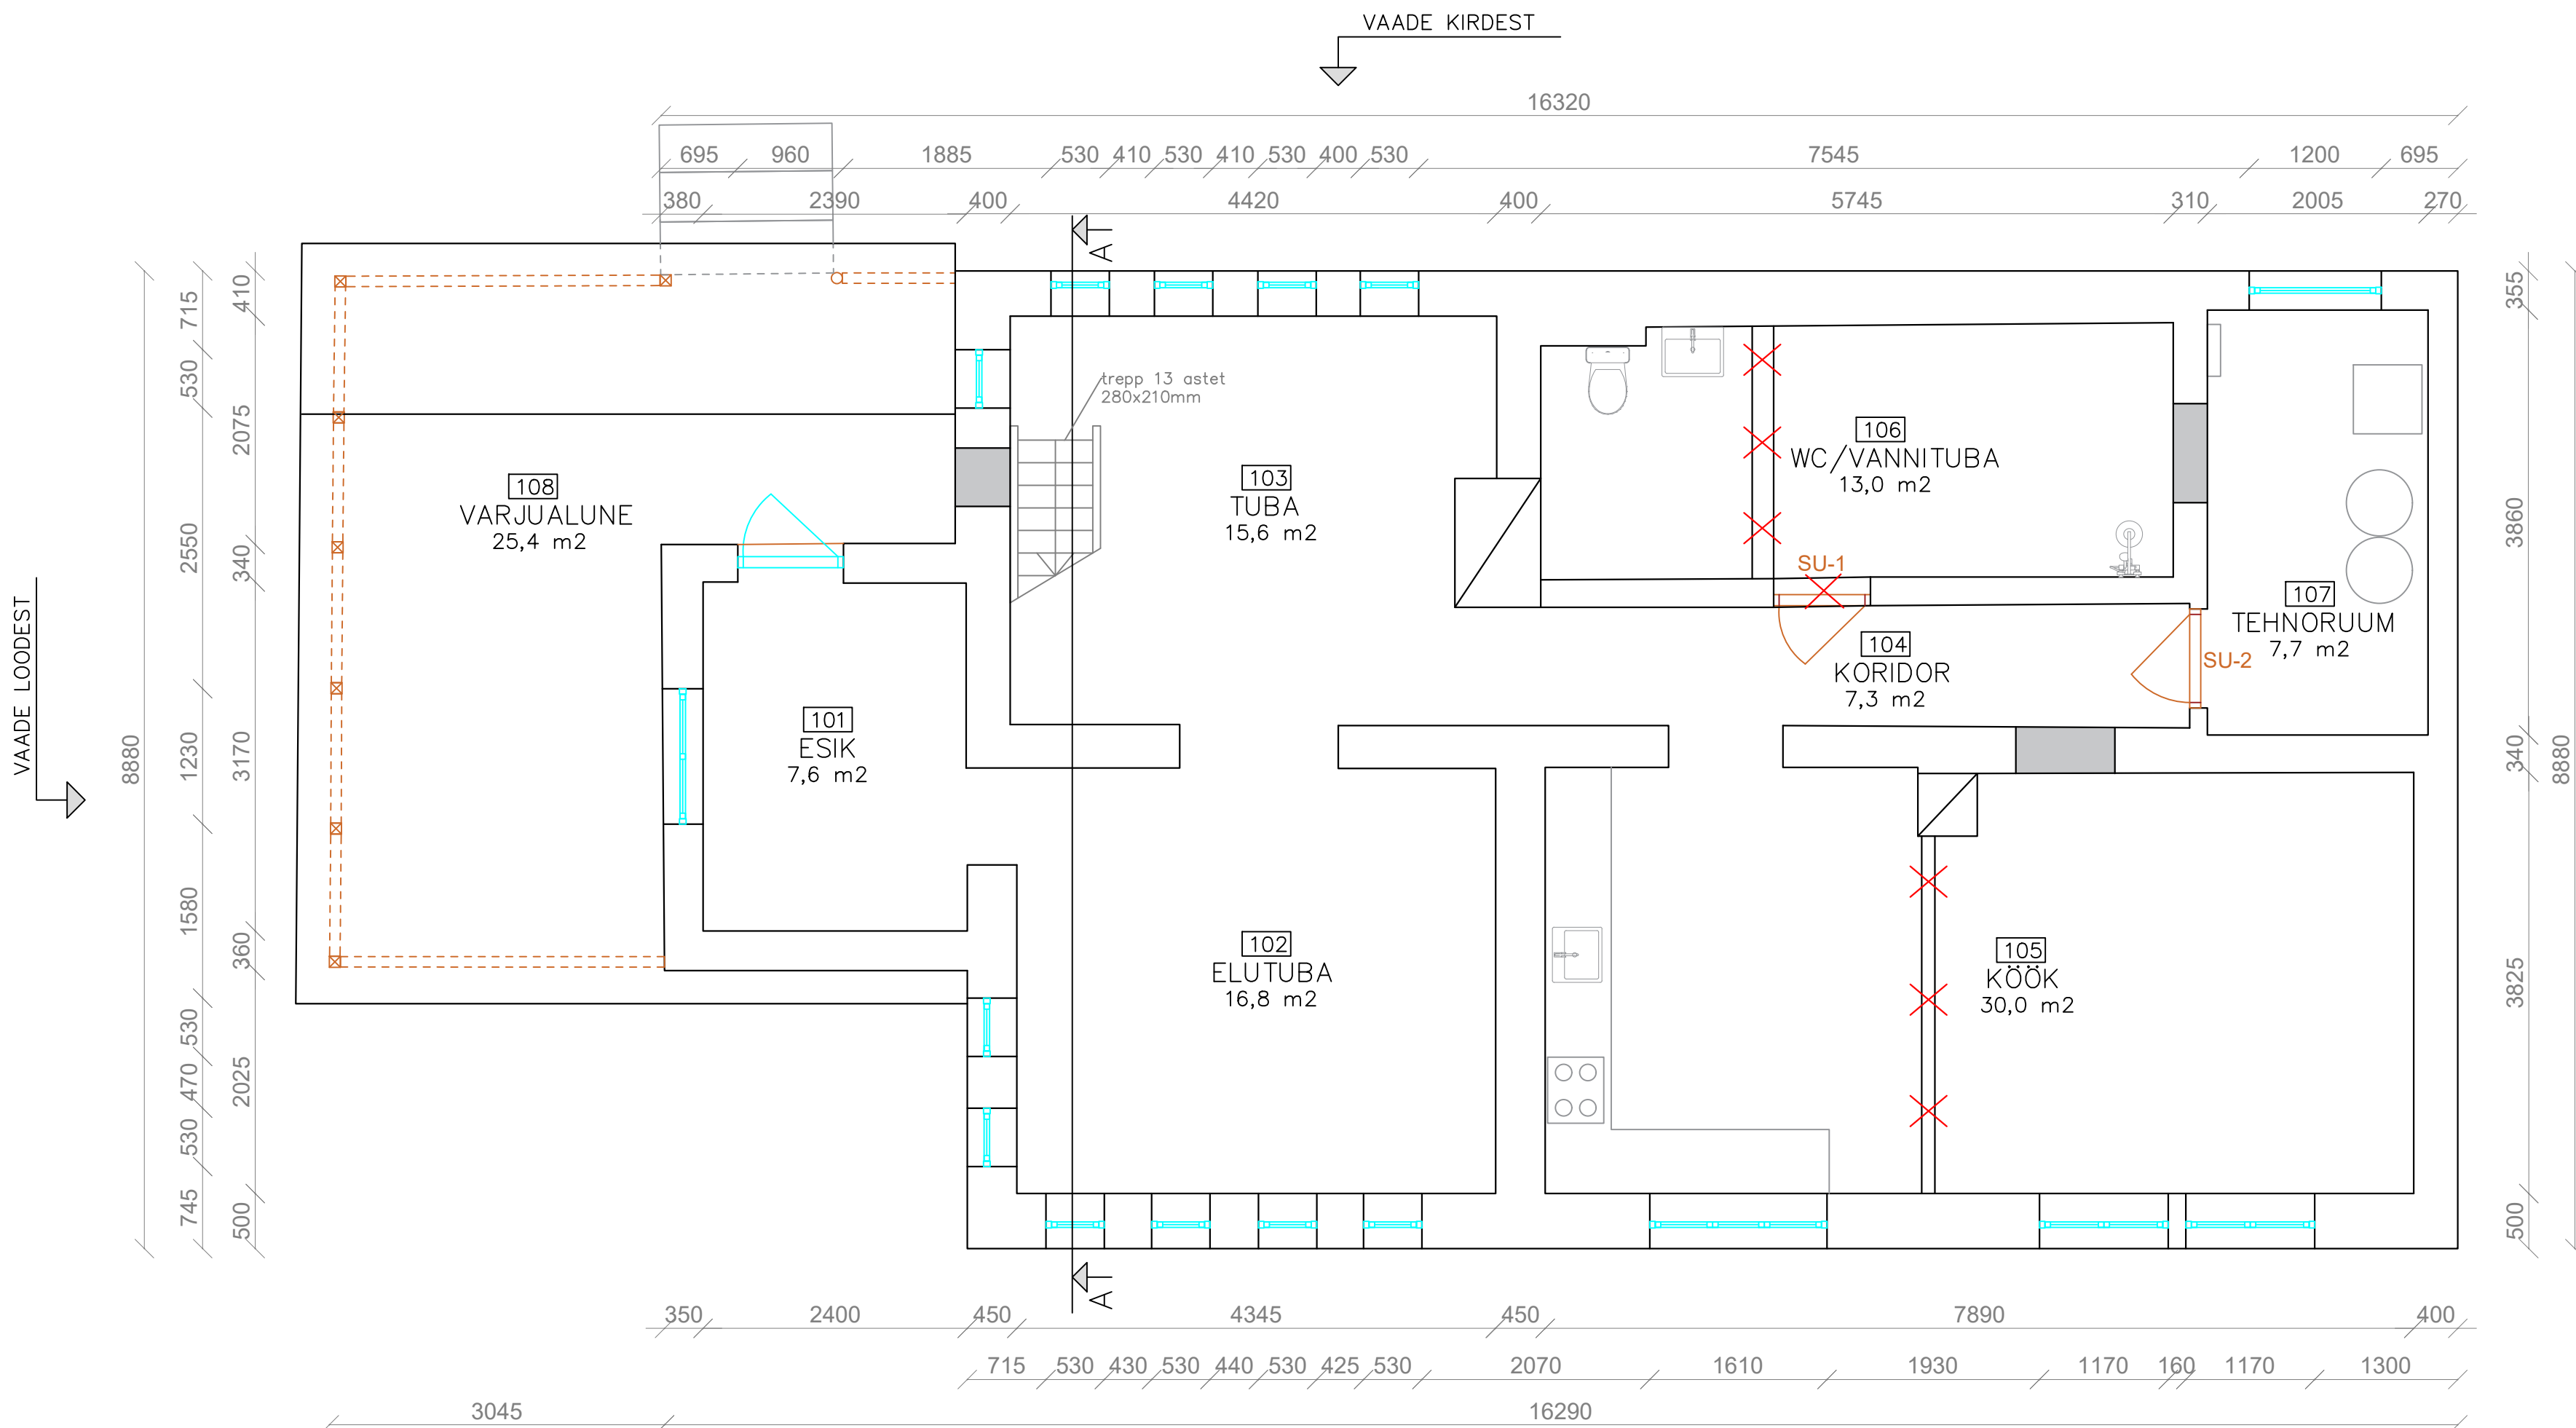 VAADE KIRDEST
16320
695 960 1885 530 410 530 410 530 400 530 7545 1200 695
380 2390 400 4420 400 5745 310 2005 270
A
VAADE LOODEST
8880
715 530 2550 1230 1580 530 470 530 745
410 2075 340 3170 360 2025 500
trepp 13 astet
280x210mm
108
VARJUALUNE
25,4 m2
103
TUBA
15,6 m2
106
WC/VANNITUBA
13,0 m2
SU-1
107
TEHNORUUM
7,7 m2
SU-2
104
KORIDOR
7,3 m2
101
ESIK
7,6 m2
102
ELUTUBA
16,8 m2
105
KÖÖK
30,0 m2
355 3860 340 3825 500
8880
A
350 2400 450 4345 450 7890 400
715 530 430 530 440 530 425 530 2070 1610 1930 1170 160 1170 1300
3045 16290